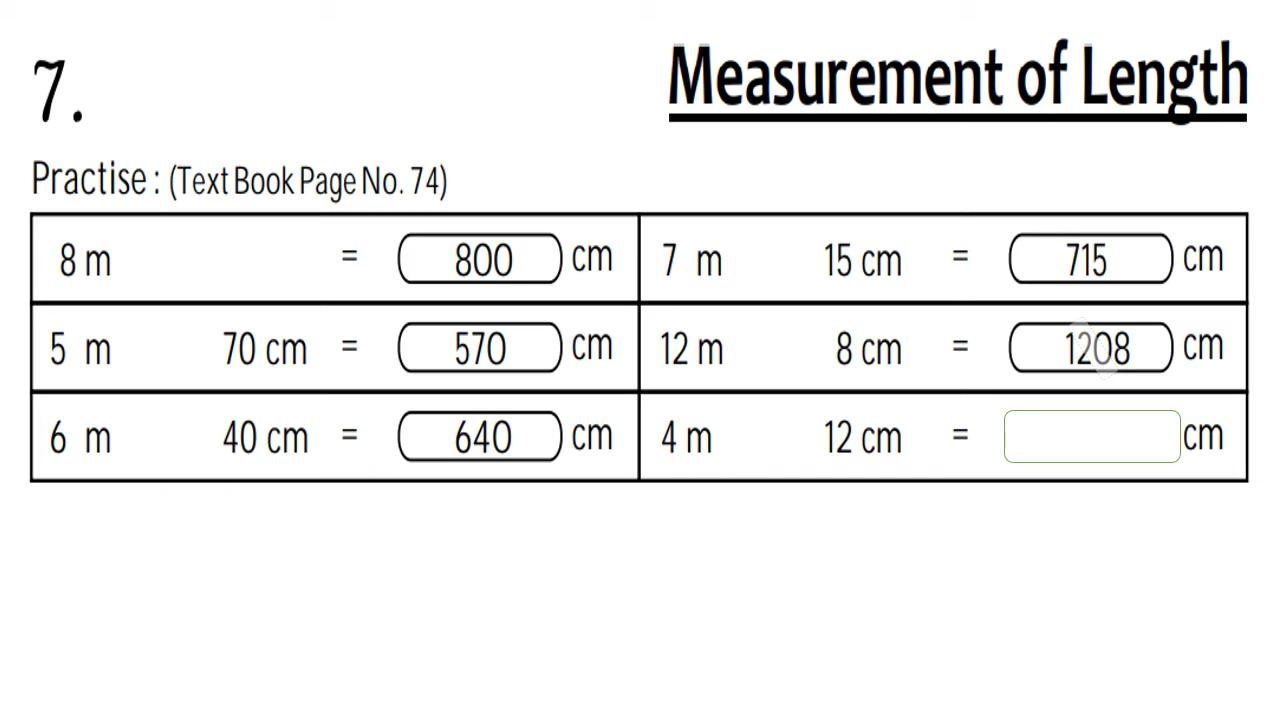 7.
Measurement of Length
Practise : (Text Book Page No. 74)
8 m = 800 cm 7 m 15 cm = 715 cm
5 m 70 cm = 570 cm 12 m 8 cm = 1208 cm
6 m 40 cm = 640 cm 4 m 12 cm = cm